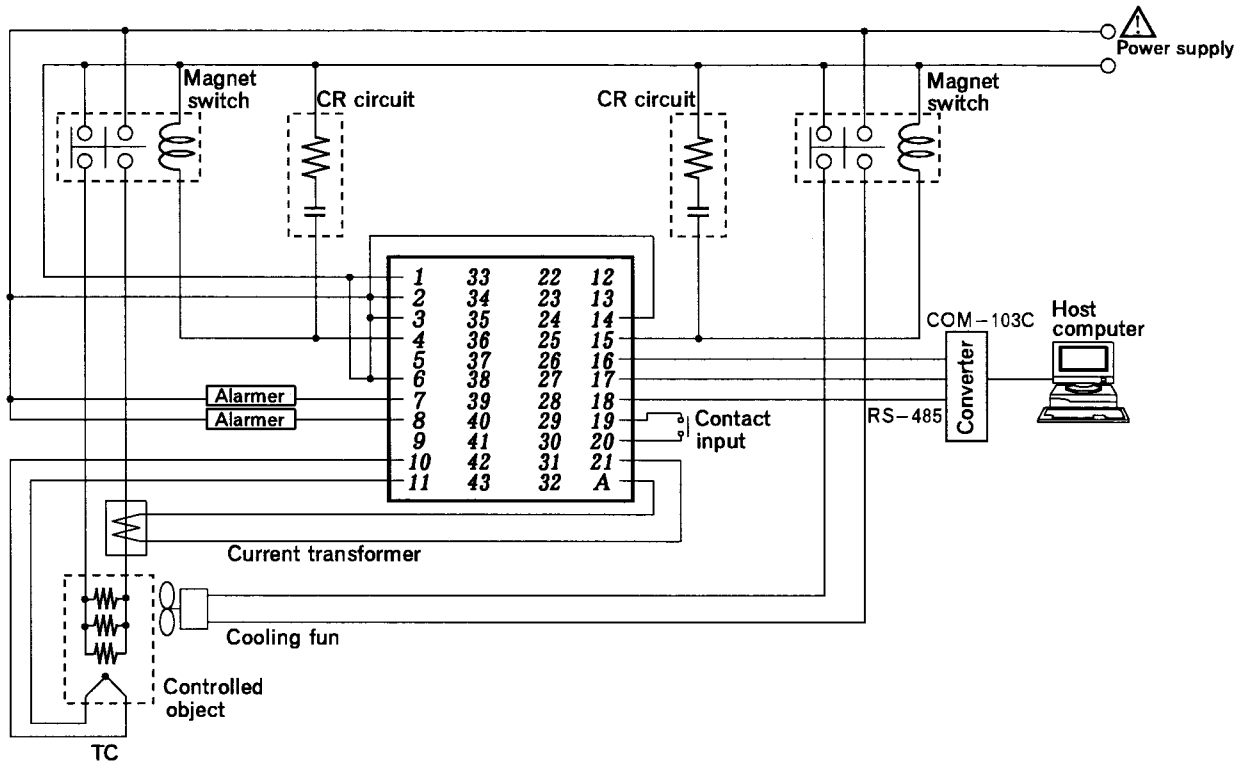 Power supply
Magnet
switch
CR circuit
CR circuit
Magnet
switch
1 33 22 12
2 34 23 13
3 35 24 14
4 36 25 15
5 37 26 16
6 38 27 17
7 39 28 18
8 40 29 19
9 41 30 20
10 42 31 21
11 43 32 A
Alarmer
Alarmer
COM-103C
Host
computer
Converter
RS-485
Contact
input
Current transformer
Cooling fun
Controlled
object
TC